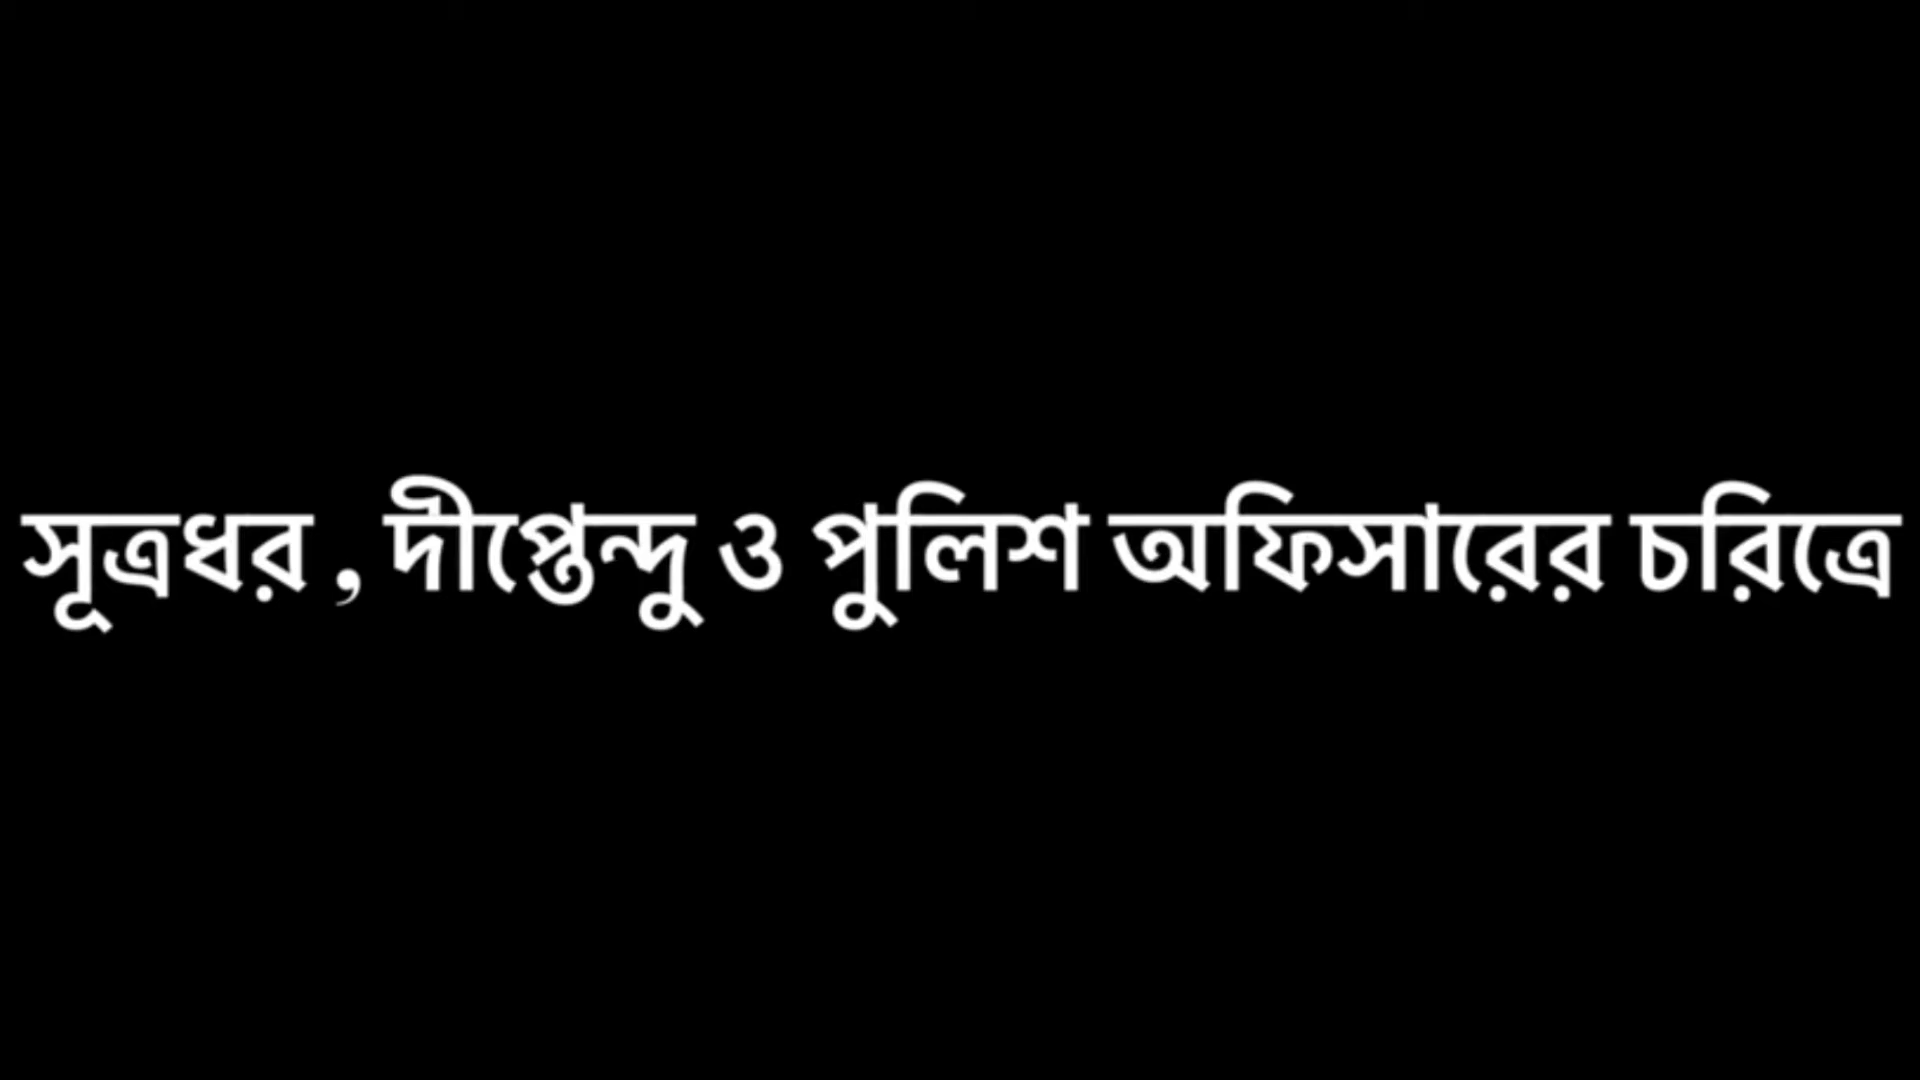 সূত্রধর , দীপ্তেন্দু ও পুলিশ অফিসারের চরিত্রে